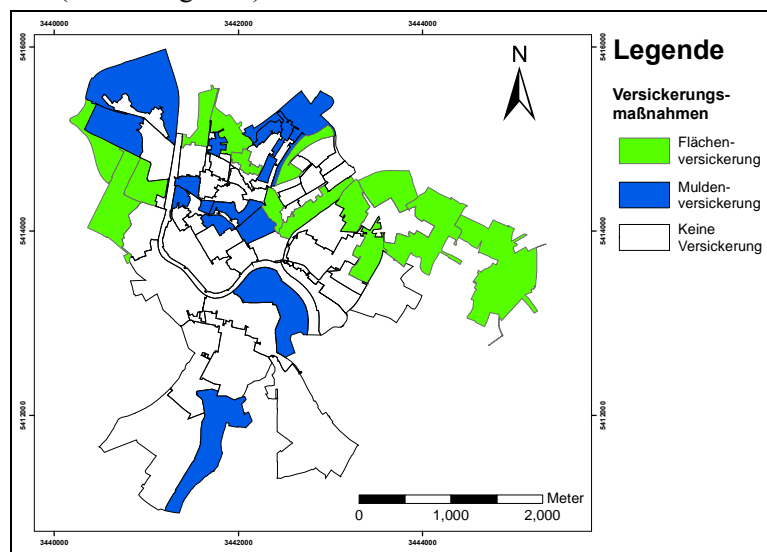 3440000 3442000 3444000
5416000 5416000
N
Legende
Versickerungs-
maßnahmen
Flächen-
versickerung
Mulden-
versickerung
Keine
Versickerung
5414000 5414000
5412000 5412000
Meter
0 1,000 2,000
3440000 3442000 3444000